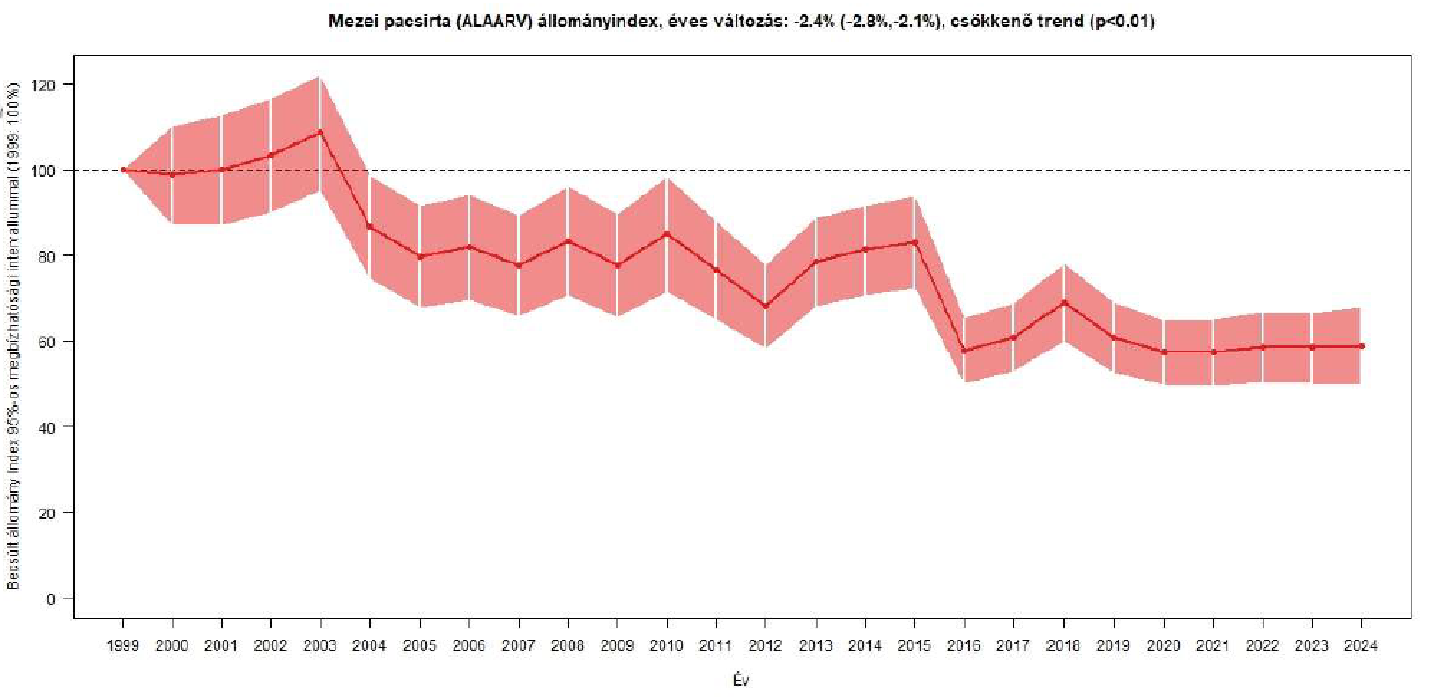 Mezei pacsirta (ALAARV) állományindex, éves változás: -2.4% (-2.8%,-2.1%), csökkenő trend (p<0.01)
Becsült állomány index 95%-os megbízhatósági intervallummal (1999: 100%)
120
100
80
60
40
20
0
1999 2000 2001 2002 2003 2004 2005 2006 2007 2008 2009 2010 2011 2012 2013 2014 2015 2016 2017 2018 2019 2020 2021 2022 2023 2024
Év